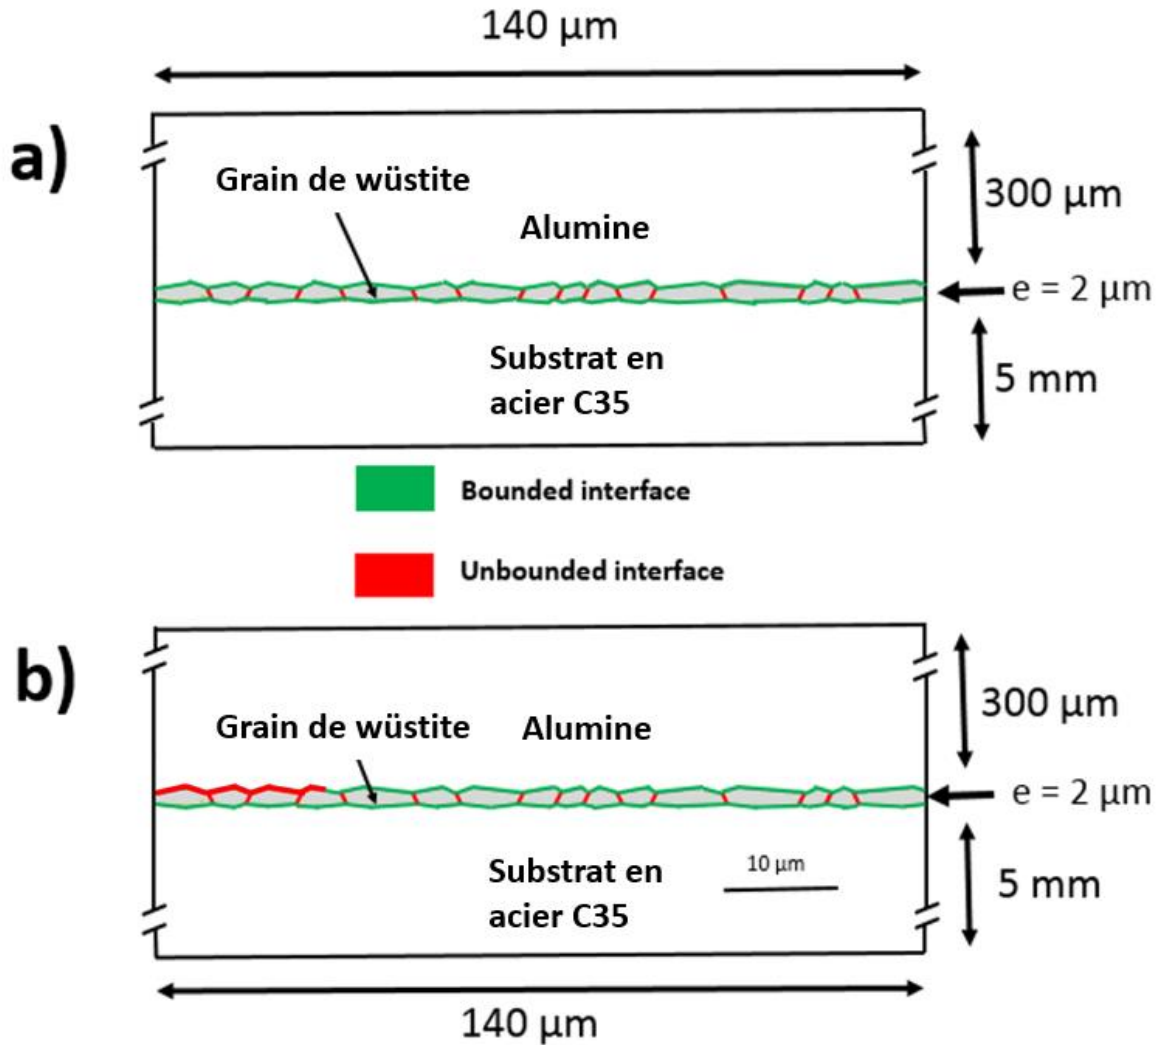 140 µm
a)
Grain de wüstite
Alumine
300 µm
e = 2 µm
Substrat en
acier C35
5 mm
Bounded interface
Unbounded interface
b)
Grain de wüstite
Alumine
300 µm
e = 2 µm
Substrat en
acier C35
10 µm
5 mm
140 µm